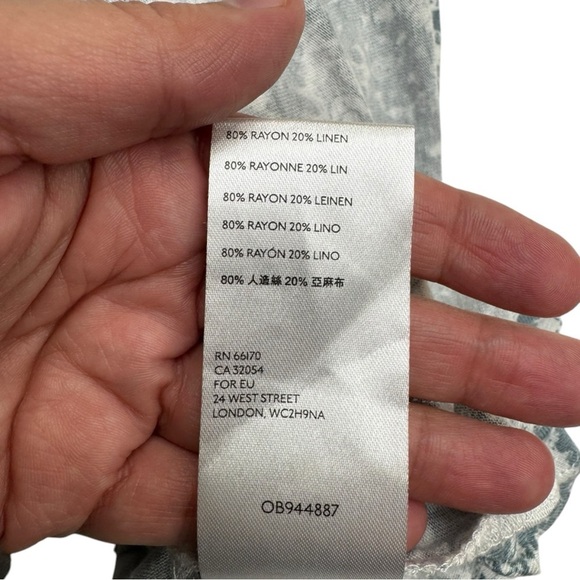 80% RAYON 20% LINEN
80% RAYONNE 20% LIN
80% RAYON 20% LEINEN
80% RAYON 20% LINO
80% RAYÓN 20% LINO
80% 人造絲 20% 亞麻布
RN 66170
CA 32054
FOR EU
24 WEST STREET
LONDON, WC2H9NA
OB944887